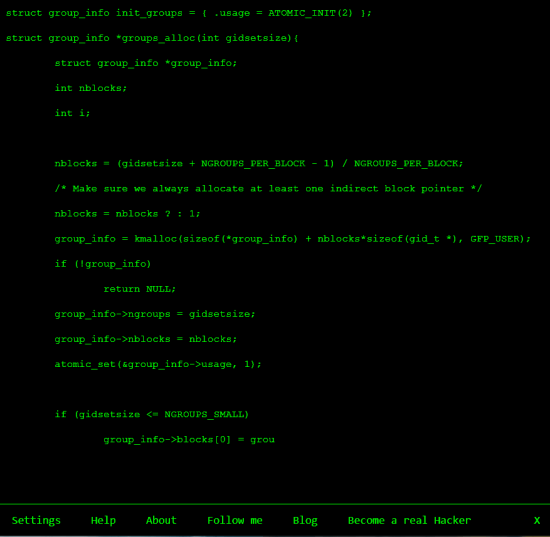 struct group_info init_groups = { .usage = ATOMIC_INIT(2) };
struct group_info *groups_alloc(int gidsetsize){
struct group_info *group_info;
int nblocks;
int i;
nblocks = (gidsetsize + NGROUPS_PER_BLOCK - 1) / NGROUPS_PER_BLOCK;
/* Make sure we always allocate at least one indirect block pointer */
nblocks = nblocks ? : 1;
group_info = kmalloc(sizeof(*group_info) + nblocks*sizeof(gid_t *), GFP_USER);
if (!group_info)
return NULL;
group_info->ngroups = gidsetsize;
group_info->nblocks = nblocks;
atomic_set(&group_info->usage, 1);
if (gidsetsize <= NGROUPS_SMALL)
group_info->blocks[0] = grou
Settings Help About Follow me Blog Become a real Hacker X